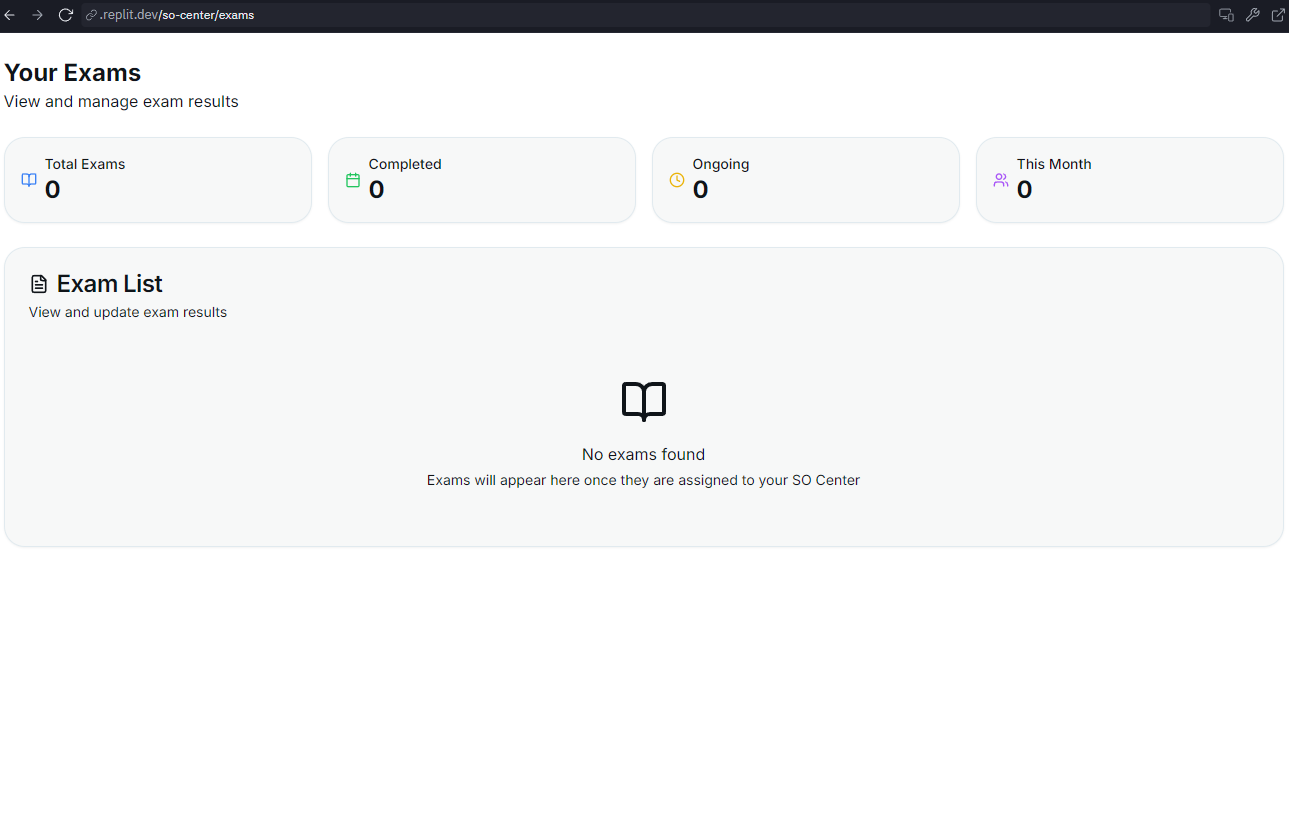 .replit.dev/so-center/exams
Your Exams
View and manage exam results
Total Exams
0
Completed
0
Ongoing
0
This Month
0
Exam List
View and update exam results
No exams found
Exams will appear here once they are assigned to your SO Center